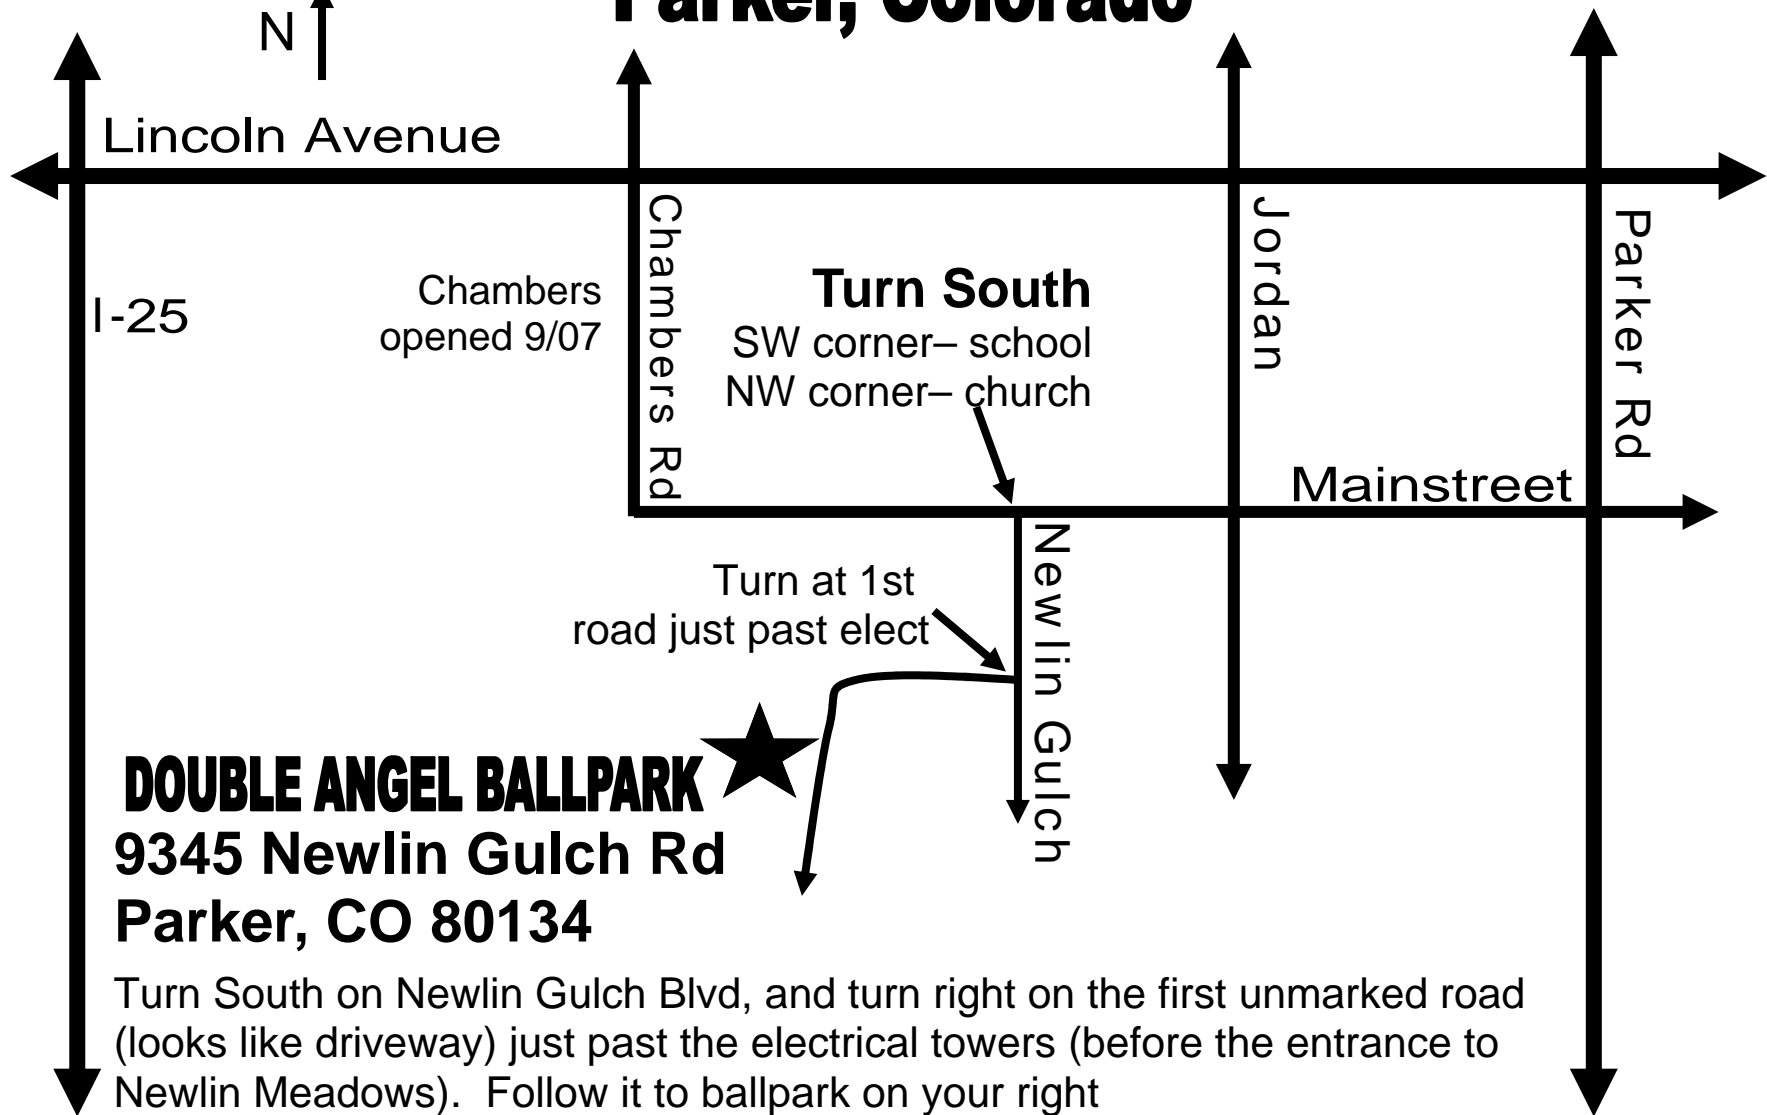 Parker, Colorado
N
Lincoln Avenue
I-25
Chambers
opened 9/07
Chambers Rd
Turn South
SW corner– school
NW corner– church
Jordan
Parker Rd
Mainstreet
Newlin Gulch
Turn at 1st
road just past elect
DOUBLE ANGEL BALLPARK
9345 Newlin Gulch Rd
Parker, CO 80134
Turn South on Newlin Gulch Blvd, and turn right on the first unmarked road
(looks like driveway) just past the electrical towers (before the entrance to
Newlin Meadows).  Follow it to ballpark on your right